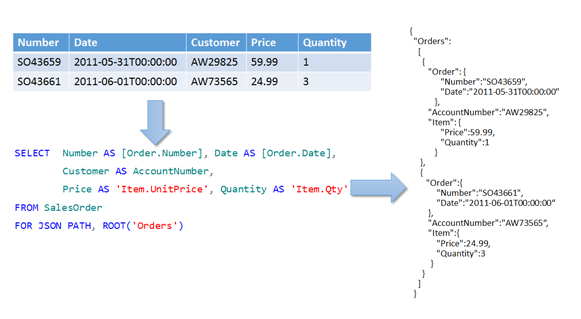 Number Date Customer Price Quantity
SO43659 2011-05-31T00:00:00 AW29825 59.99 1
SO43661 2011-06-01T00:00:00 AW73565 24.99 3
SELECT Number AS [Order.Number], Date AS [Order.Date],
Customer AS AccountNumber,
Price AS 'Item.UnitPrice', Quantity AS 'Item.Qty'
FROM SalesOrder
FOR JSON PATH, ROOT('Orders')
{
"Orders":
[
{
"Order":{
"Number":"SO43659",
"Date":"2011-05-31T00:00:00"
},
"AccountNumber":"AW29825",
"Item":{
"Price":59.99,
"Quantity":1
}
},
{
"Order":{
"Number":"SO43661",
"Date":"2011-06-01T00:00:00“
},
"AccountNumber":"AW73565“,
"Item":{
"Price":24.99,
"Quantity":3
}
}
]
}